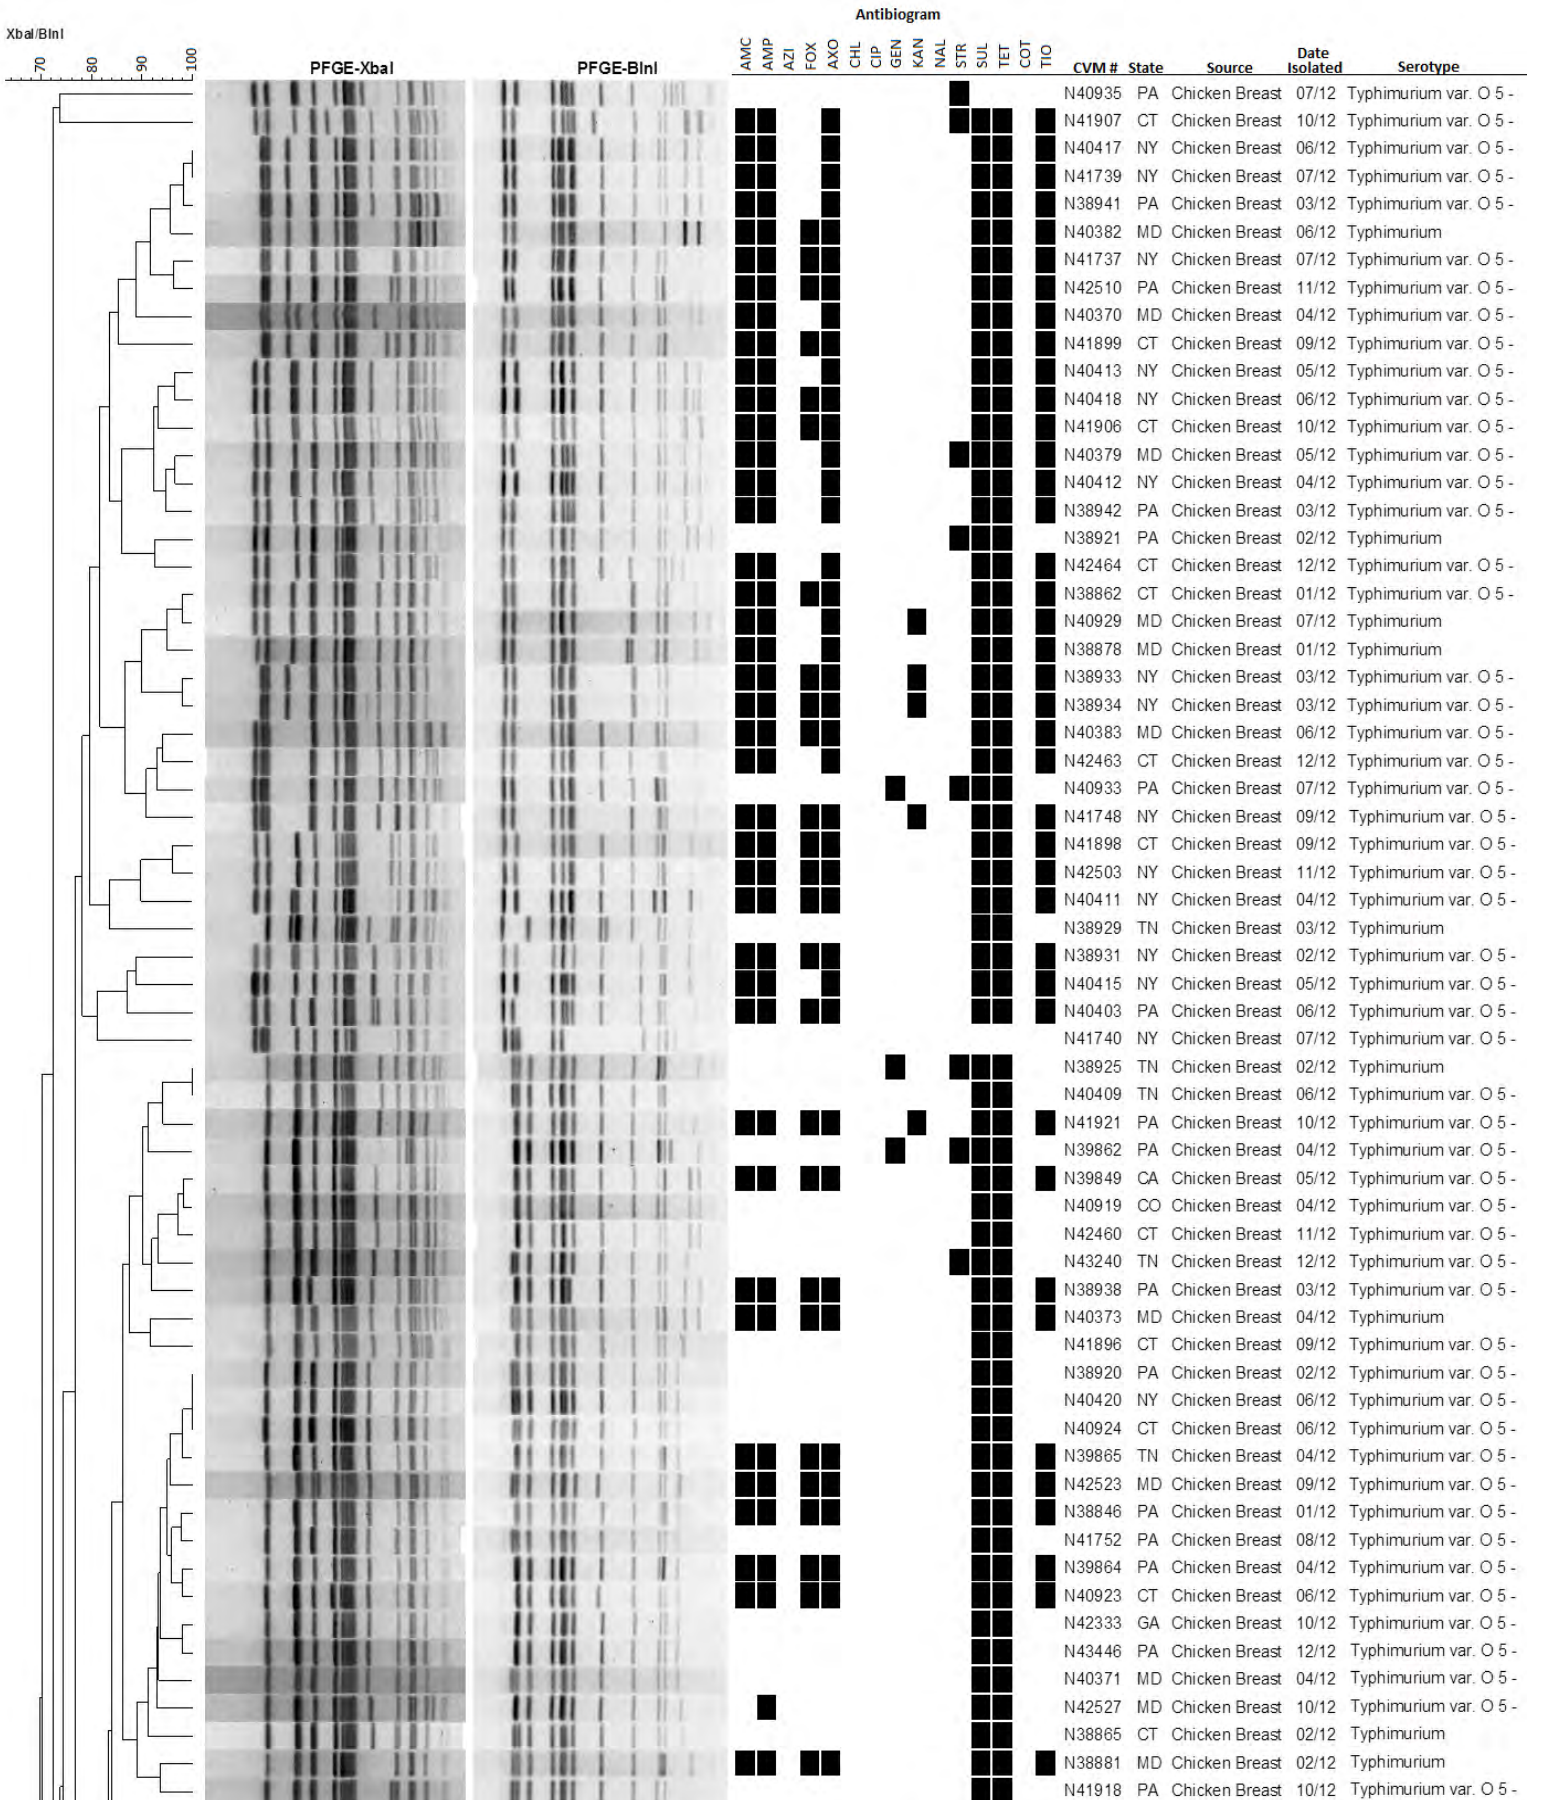 Antibiogram
XbaI/BlnI
70 80 90 100
PFGE-XbaI PFGE-BlnI
AMC AMP AZI FOX AXO CHL CIP GEN KAN NAL STR SUL TET COT TIO
CVM # State Source Date Isolated Serotype
N40935 PA Chicken Breast 07/12 Typhimurium var. O 5 -
N41907 CT Chicken Breast 10/12 Typhimurium var. O 5 -
N40417 NY Chicken Breast 06/12 Typhimurium var. O 5 -
N41739 NY Chicken Breast 07/12 Typhimurium var. O 5 -
N38941 PA Chicken Breast 03/12 Typhimurium var. O 5 -
N40382 MD Chicken Breast 06/12 Typhimurium
N41737 NY Chicken Breast 07/12 Typhimurium var. O 5 -
N42510 PA Chicken Breast 11/12 Typhimurium var. O 5 -
N40370 MD Chicken Breast 04/12 Typhimurium var. O 5 -
N41899 CT Chicken Breast 09/12 Typhimurium var. O 5 -
N40413 NY Chicken Breast 05/12 Typhimurium var. O 5 -
N40418 NY Chicken Breast 06/12 Typhimurium var. O 5 -
N41906 CT Chicken Breast 10/12 Typhimurium var. O 5 -
N40379 MD Chicken Breast 05/12 Typhimurium var. O 5 -
N40412 NY Chicken Breast 04/12 Typhimurium var. O 5 -
N38942 PA Chicken Breast 03/12 Typhimurium var. O 5 -
N38921 PA Chicken Breast 02/12 Typhimurium
N42464 CT Chicken Breast 12/12 Typhimurium var. O 5 -
N38862 CT Chicken Breast 01/12 Typhimurium var. O 5 -
N40929 MD Chicken Breast 07/12 Typhimurium
N38878 MD Chicken Breast 01/12 Typhimurium
N38933 NY Chicken Breast 03/12 Typhimurium var. O 5 -
N38934 NY Chicken Breast 03/12 Typhimurium var. O 5 -
N40383 MD Chicken Breast 06/12 Typhimurium var. O 5 -
N42463 CT Chicken Breast 12/12 Typhimurium var. O 5 -
N40933 PA Chicken Breast 07/12 Typhimurium var. O 5 -
N41748 NY Chicken Breast 09/12 Typhimurium var. O 5 -
N41898 CT Chicken Breast 09/12 Typhimurium var. O 5 -
N42503 NY Chicken Breast 11/12 Typhimurium var. O 5 -
N40411 NY Chicken Breast 04/12 Typhimurium var. O 5 -
N38929 TN Chicken Breast 03/12 Typhimurium
N38931 NY Chicken Breast 02/12 Typhimurium var. O 5 -
N40415 NY Chicken Breast 05/12 Typhimurium var. O 5 -
N40403 PA Chicken Breast 06/12 Typhimurium var. O 5 -
N41740 NY Chicken Breast 07/12 Typhimurium var. O 5 -
N38925 TN Chicken Breast 02/12 Typhimurium
N40409 TN Chicken Breast 06/12 Typhimurium var. O 5 -
N41921 PA Chicken Breast 10/12 Typhimurium var. O 5 -
N39862 PA Chicken Breast 04/12 Typhimurium var. O 5 -
N39849 CA Chicken Breast 05/12 Typhimurium var. O 5 -
N40919 CO Chicken Breast 04/12 Typhimurium var. O 5 -
N42460 CT Chicken Breast 11/12 Typhimurium var. O 5 -
N43240 TN Chicken Breast 12/12 Typhimurium var. O 5 -
N38938 PA Chicken Breast 03/12 Typhimurium var. O 5 -
N40373 MD Chicken Breast 04/12 Typhimurium
N41896 CT Chicken Breast 09/12 Typhimurium var. O 5 -
N38920 PA Chicken Breast 02/12 Typhimurium var. O 5 -
N40420 NY Chicken Breast 06/12 Typhimurium var. O 5 -
N40924 CT Chicken Breast 06/12 Typhimurium var. O 5 -
N39865 TN Chicken Breast 04/12 Typhimurium var. O 5 -
N42523 MD Chicken Breast 09/12 Typhimurium var. O 5 -
N38846 PA Chicken Breast 01/12 Typhimurium var. O 5 -
N41752 PA Chicken Breast 08/12 Typhimurium var. O 5 -
N39864 PA Chicken Breast 04/12 Typhimurium var. O 5 -
N40923 CT Chicken Breast 06/12 Typhimurium var. O 5 -
N42333 GA Chicken Breast 10/12 Typhimurium var. O 5 -
N43446 PA Chicken Breast 12/12 Typhimurium var. O 5 -
N40371 MD Chicken Breast 04/12 Typhimurium var. O 5 -
N42527 MD Chicken Breast 10/12 Typhimurium var. O 5 -
N38865 CT Chicken Breast 02/12 Typhimurium
N38881 MD Chicken Breast 02/12 Typhimurium
N41918 PA Chicken Breast 10/12 Typhimurium var. O 5 -